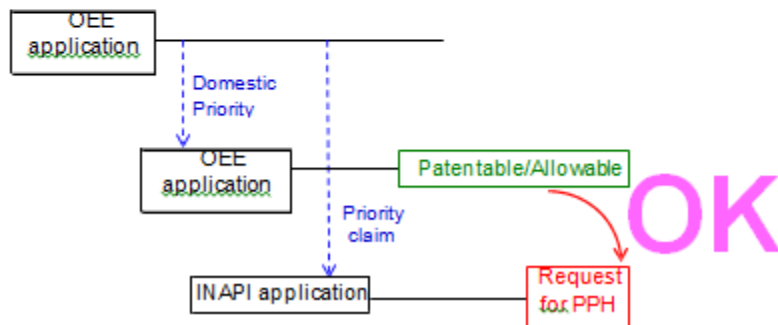 OEE
application
Domestic
Priority
OEE
application
Patentable/Allowable
OK
Priority
claim
INAPI application
Request
for PPH